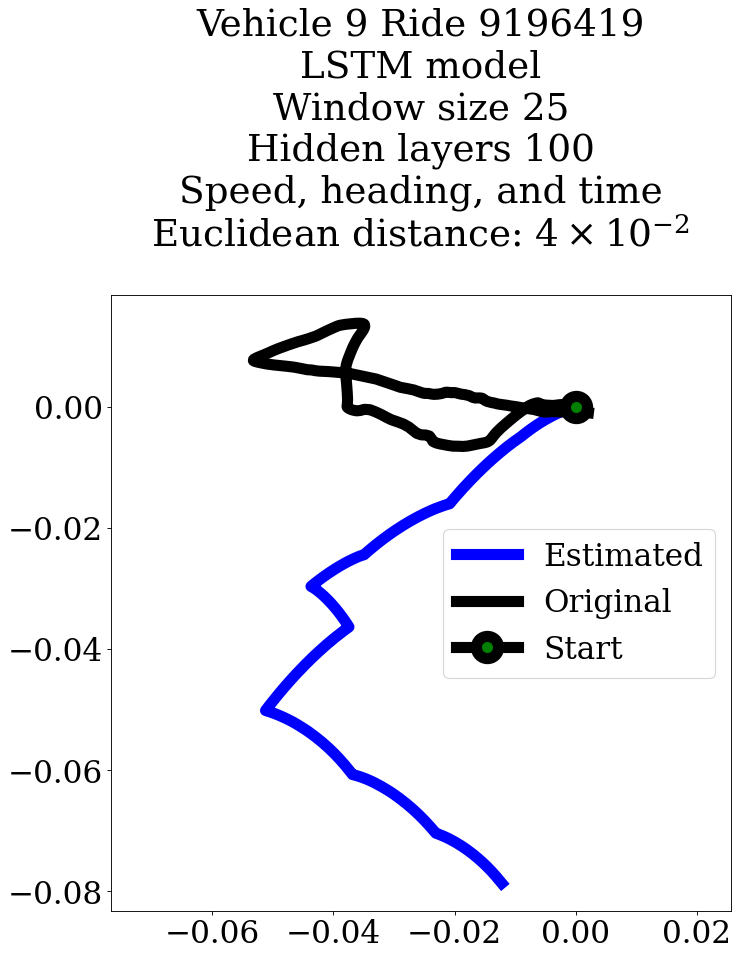 Vehicle 9 Ride 9196419
LSTM model
Window size 25
Hidden layers 100
Speed, heading, and time
Euclidean distance: 4 × 10⁻²
0.00
−0.02
−0.04
−0.06
−0.08
Estimated
Original
Start
−0.06 −0.04 −0.02 0.00 0.02